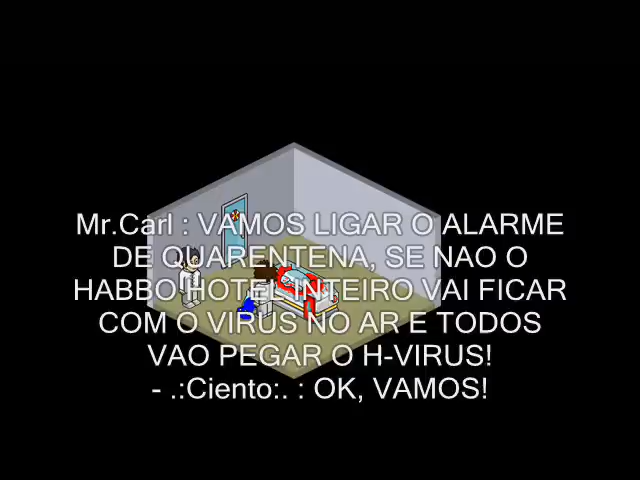 Mr.Carl : VAMOS LIGAR O ALARME
DE QUARENTENA, SE NAO O
HABBO HOTEL INTEIRO VAI FICAR
COM O VIRUS NO AR E TODOS
VAO PEGAR O H-VIRUS!
- .:Ciento:. : OK, VAMOS!